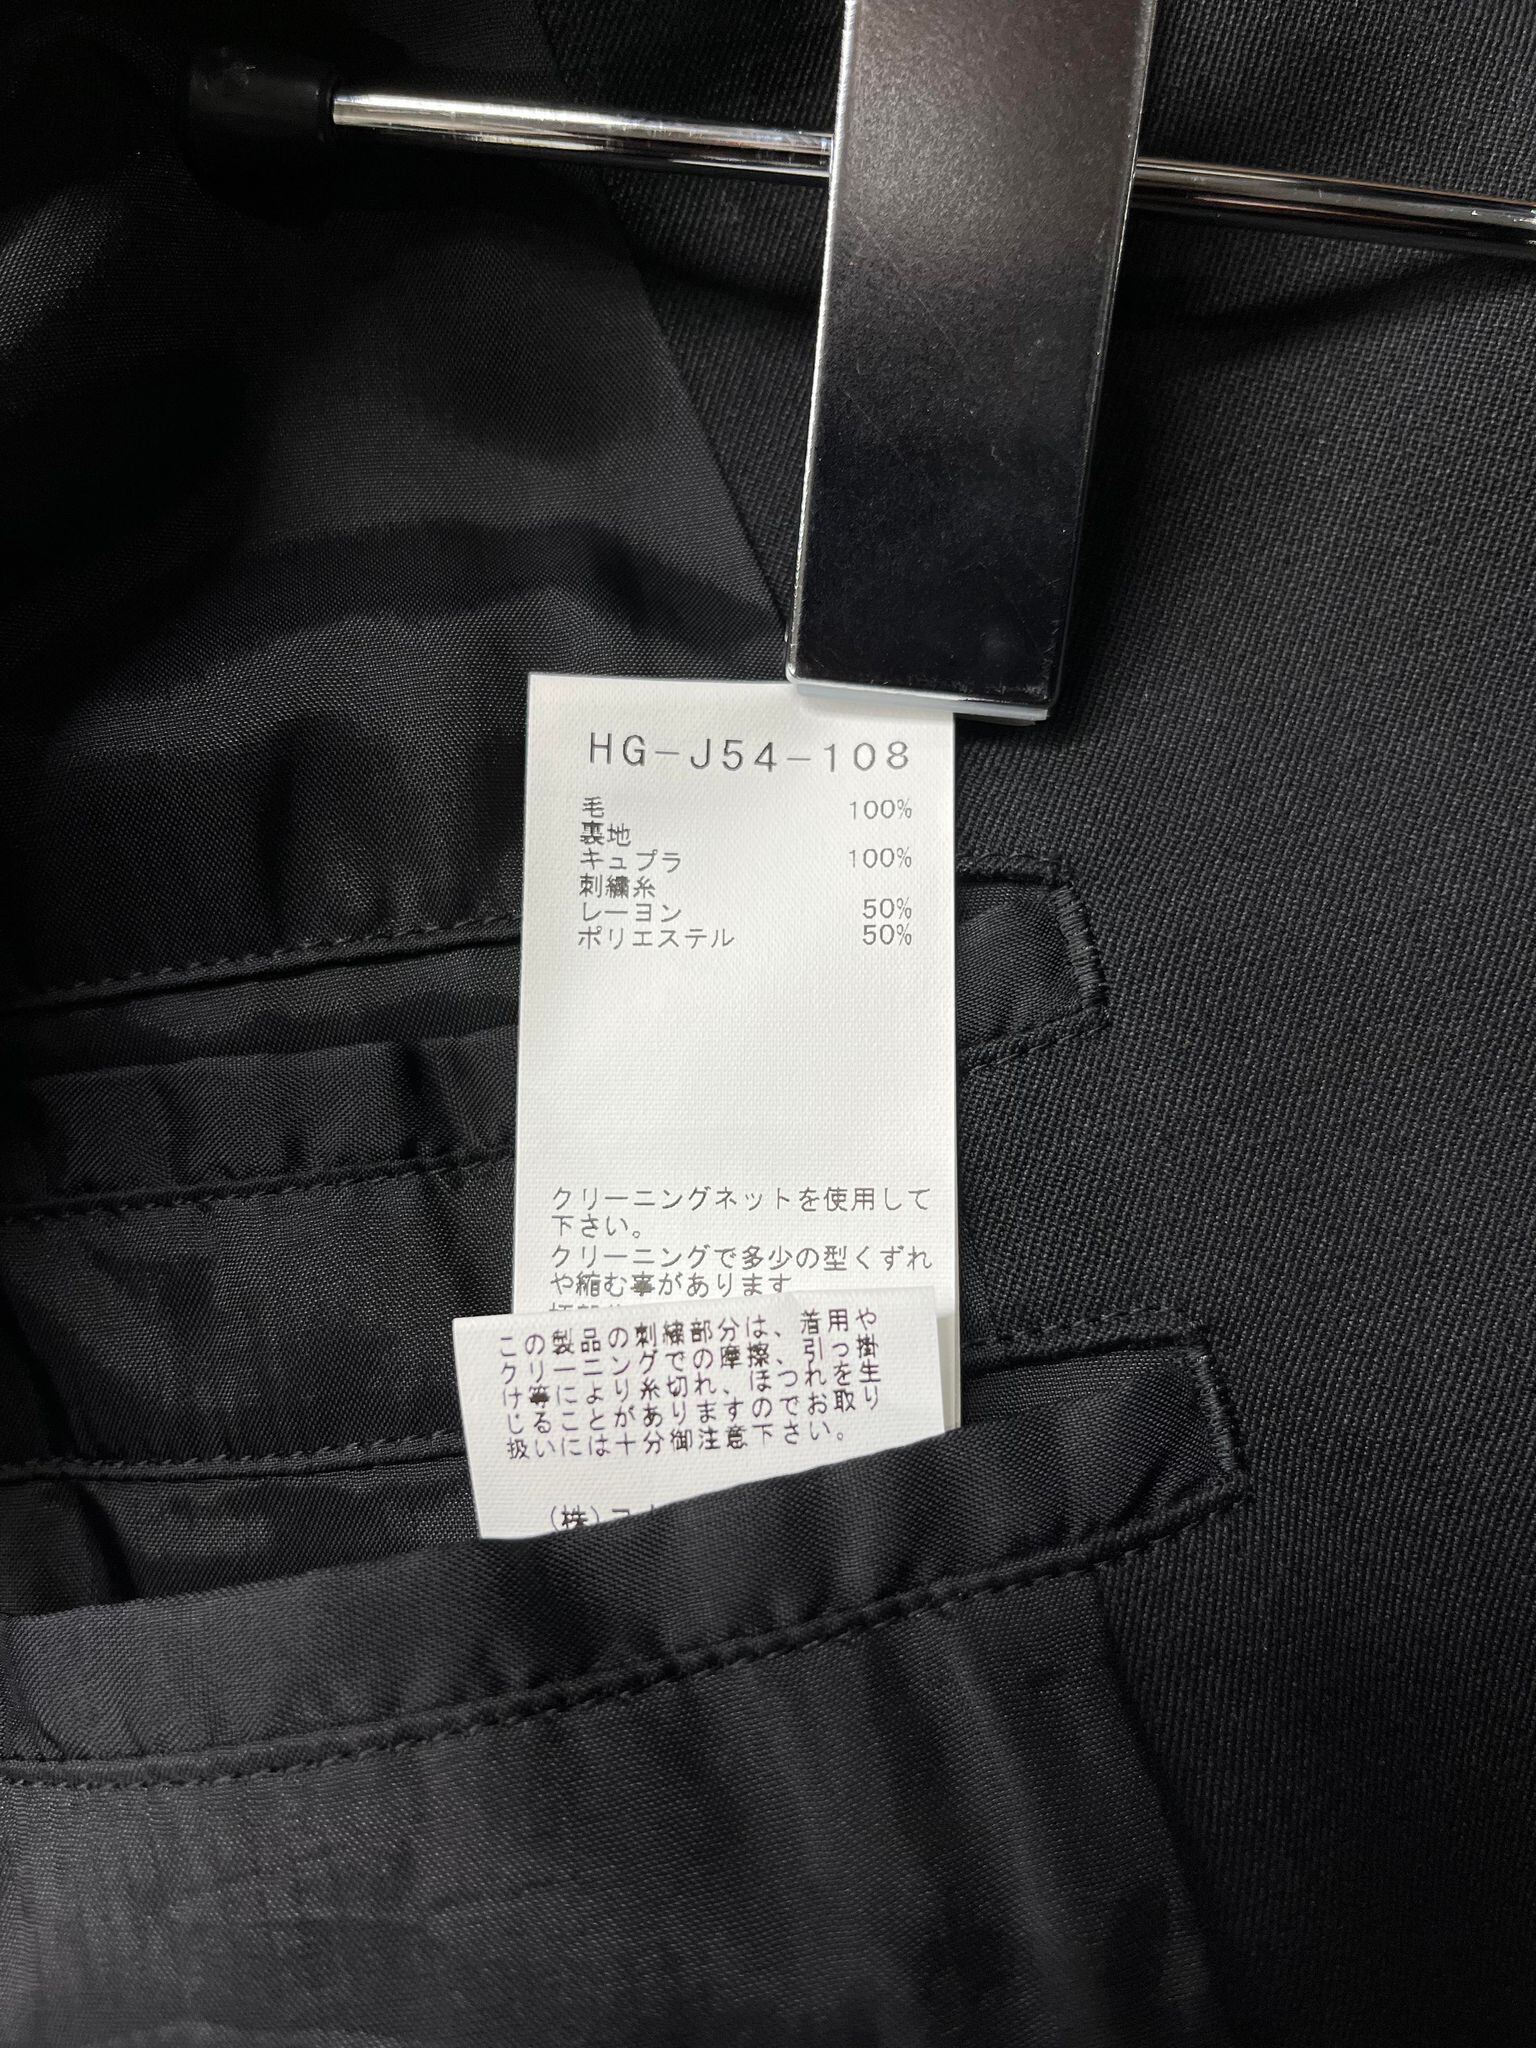 HG-J54-108
毛 100%
裏地
キュプラ 100%
刺繍糸
レーヨン 50%
ポリエステル 50%
クリーニングネットを使用して
下さい。
クリーニングで多少の型くずれ
や縮む事があります
この製品の刺繍部分は、着用や
クリーニングでの摩擦、引っ掛
け等により糸切れ、ほつれを生
じることがありますのでお取り
扱いには十分御注意下さい。
(株)